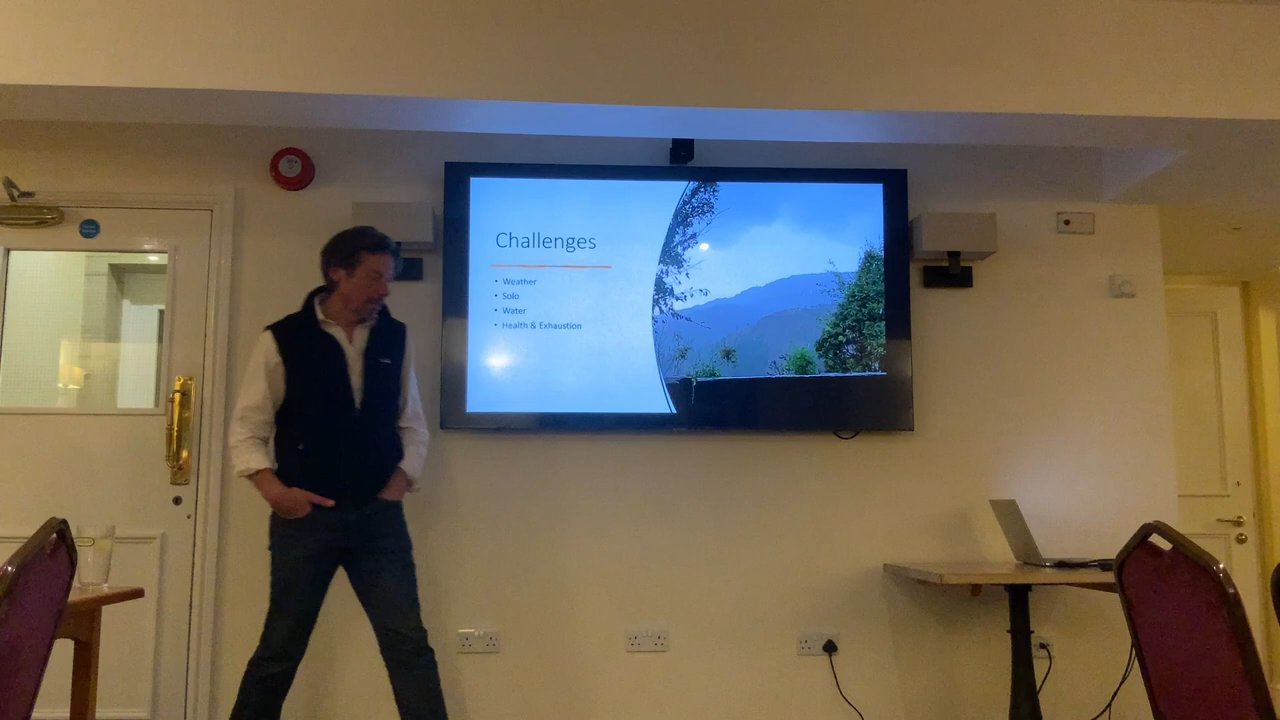 Challenges
• Weather
• Solo
• Water
• Health & Exhaustion